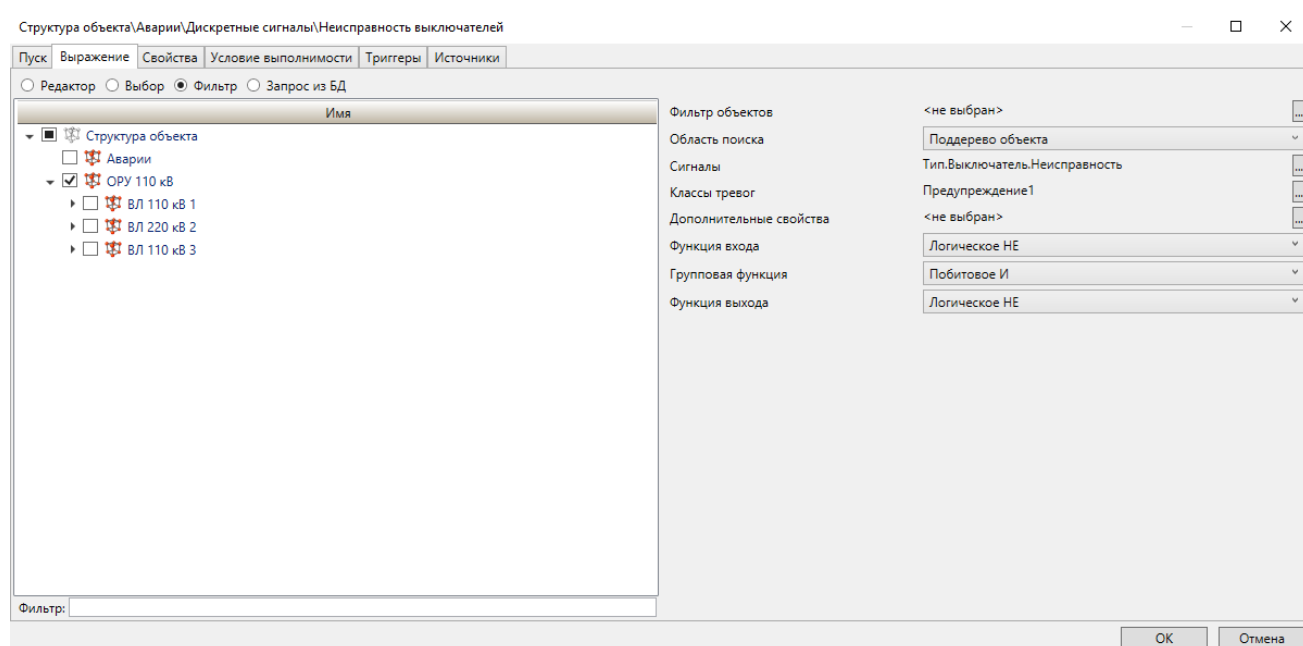 Структура объекта\Аварии\Дискретные сигналы\Неисправность выключателей
Пуск Выражение Свойства Условие выполнимости Триггеры Источники
Редактор Выбор Фильтр Запрос из БД
Имя
Структура объекта
Аварии
ОРУ 110 кВ
ВЛ 110 кВ 1
ВЛ 220 кВ 2
ВЛ 110 кВ 3
Фильтр объектов <не выбран> ...
Область поиска Поддерево объекта
Сигналы Тип.Выключатель.Неисправность ...
Классы тревог Предупреждение1 ...
Дополнительные свойства <не выбран> ...
Функция входа Логическое НЕ
Групповая функция Побитовое И
Функция выхода Логическое НЕ
Фильтр:
ОК Отмена